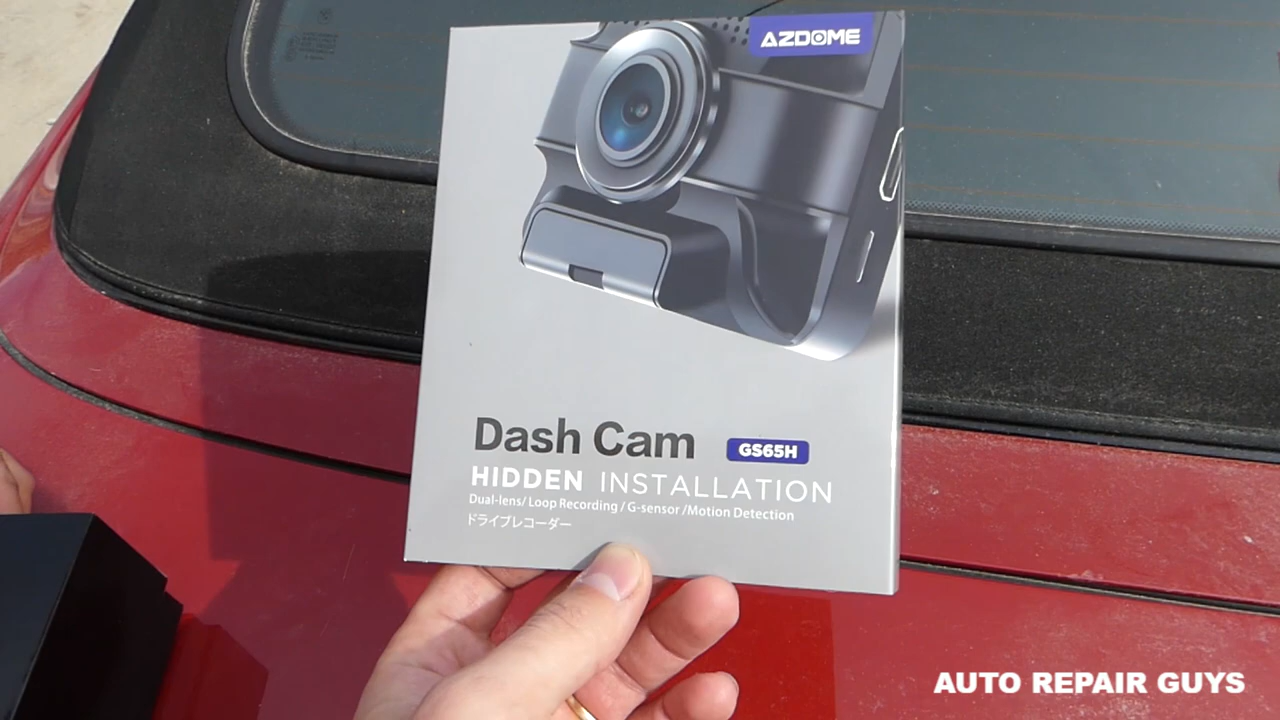 AZDOME
Dash Cam GS65H
HIDDEN INSTALLATION
Dual-lens/ Loop Recording / G-sensor /Motion Detection
ドライブレコーダー
AUTO REPAIR GUYS